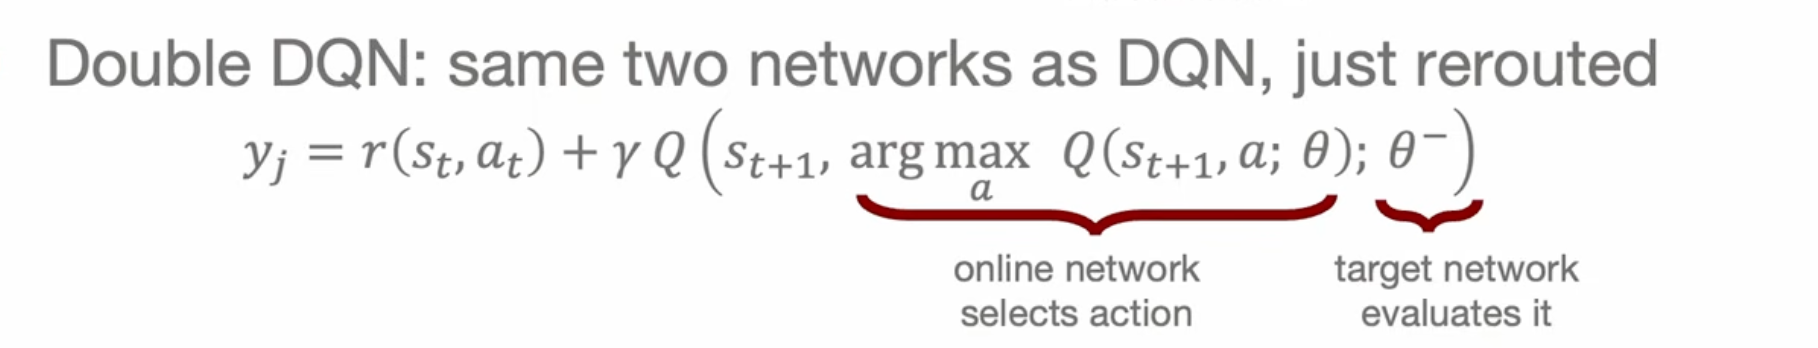 Double DQN: same two networks as DQN, just rerouted
y_j = r(s_t, a_t) + γ Q (s_{t+1}, arg max_a Q(s_{t+1}, a; θ); θ⁻)
online network target network
selects action evaluates it